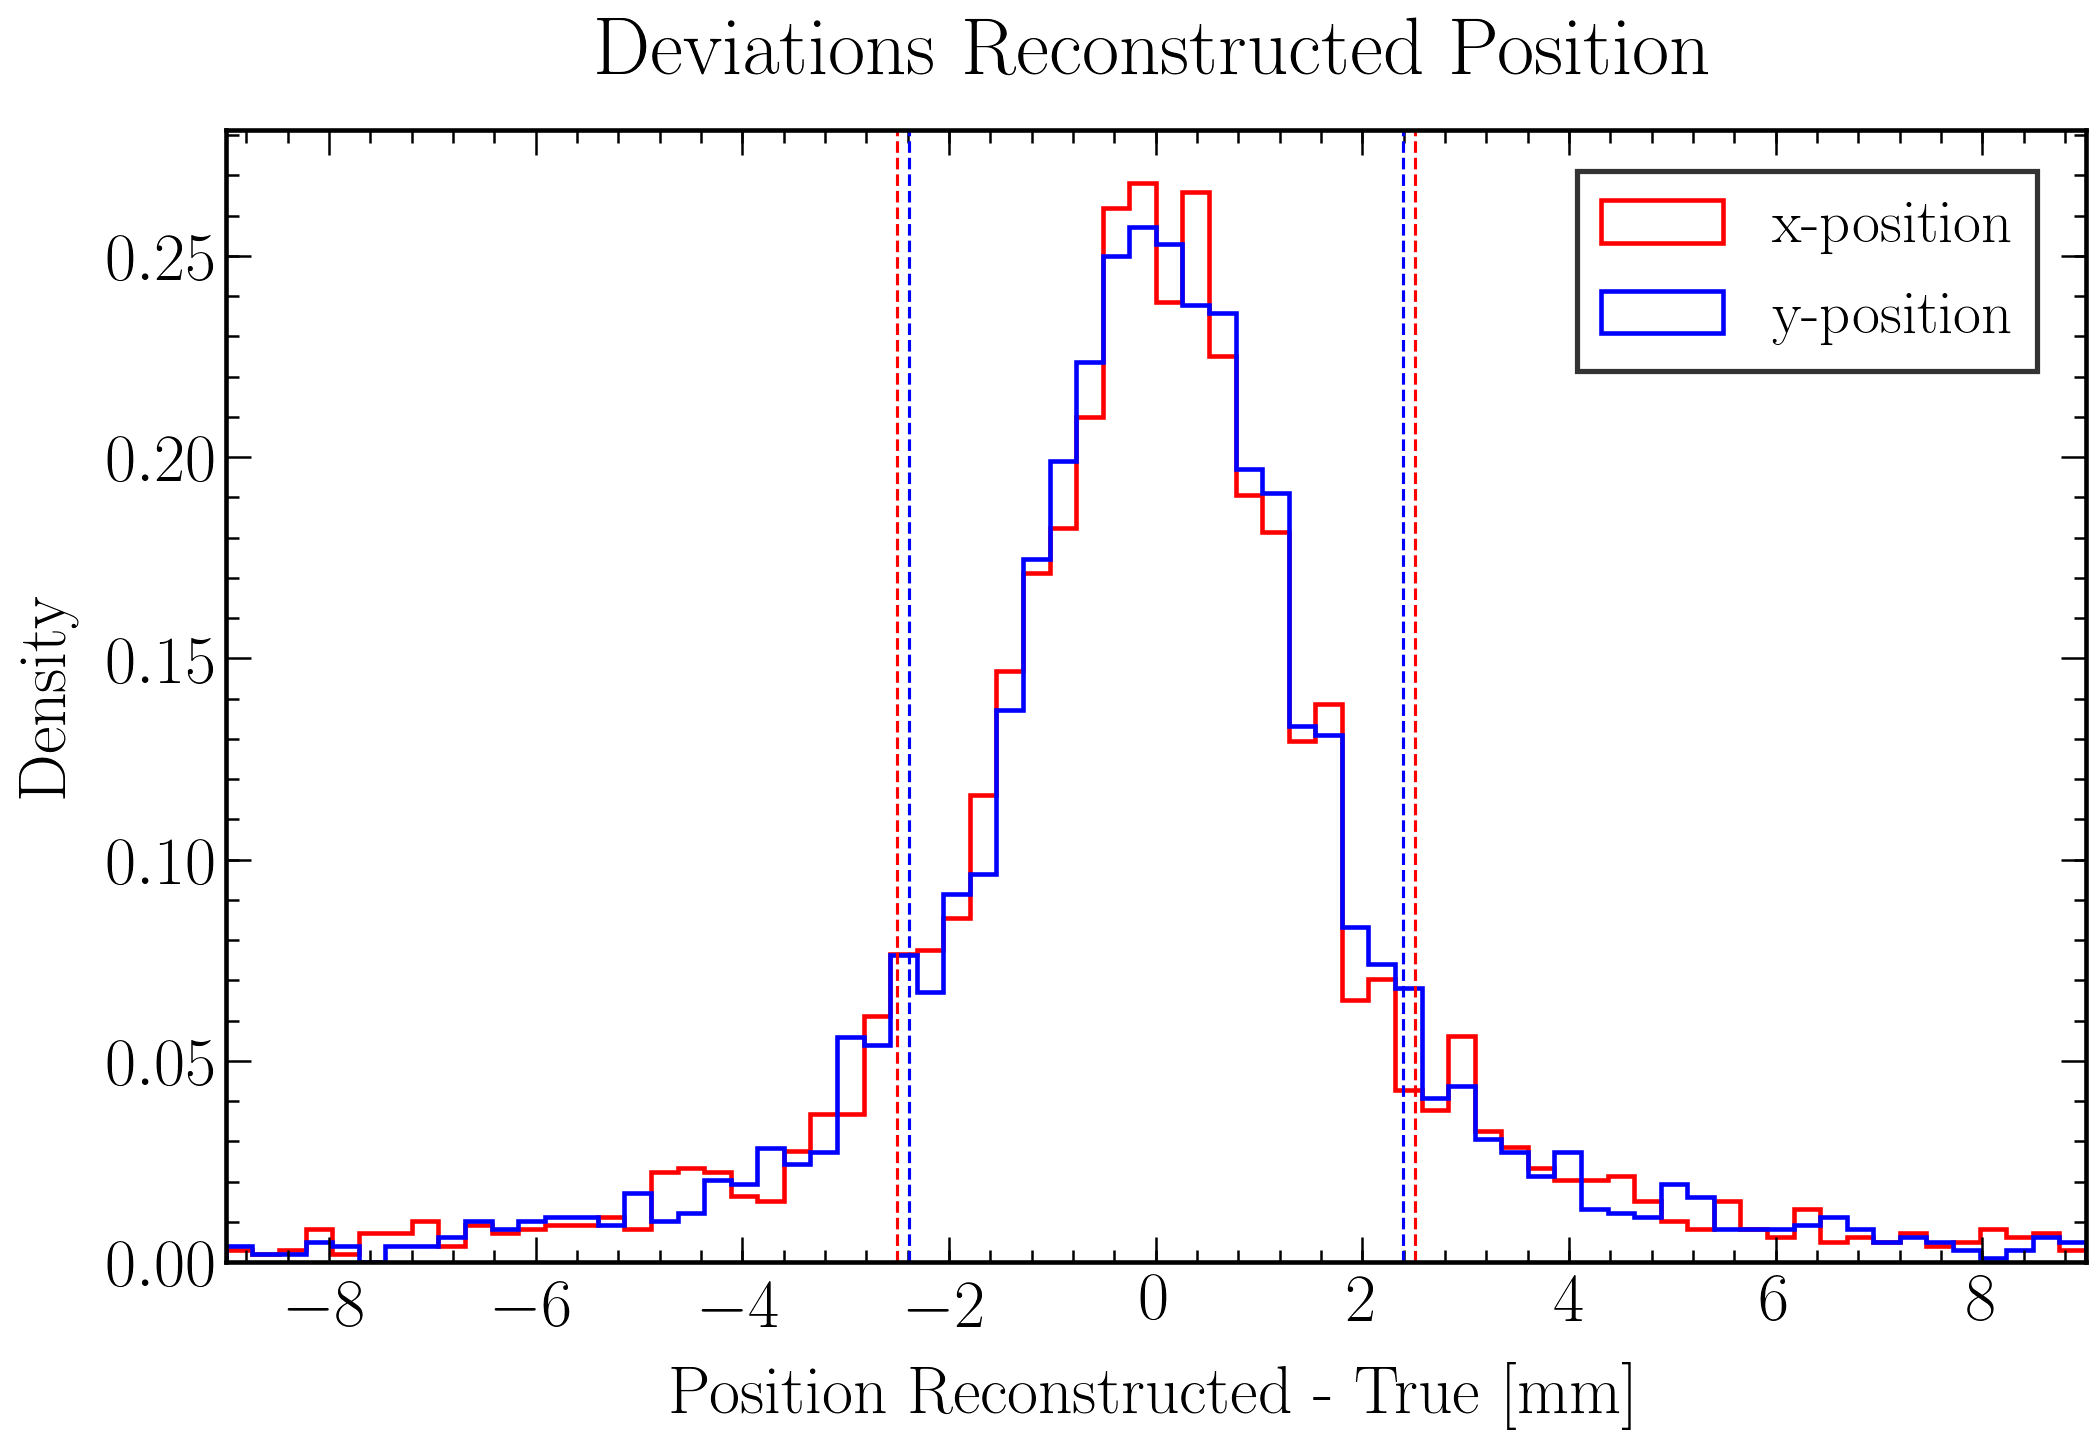 Deviations Reconstructed Position
x-position
y-position
Density
0.25
0.20
0.15
0.10
0.05
0.00
−8 −6 −4 −2 0 2 4 6 8
Position Reconstructed - True [mm]